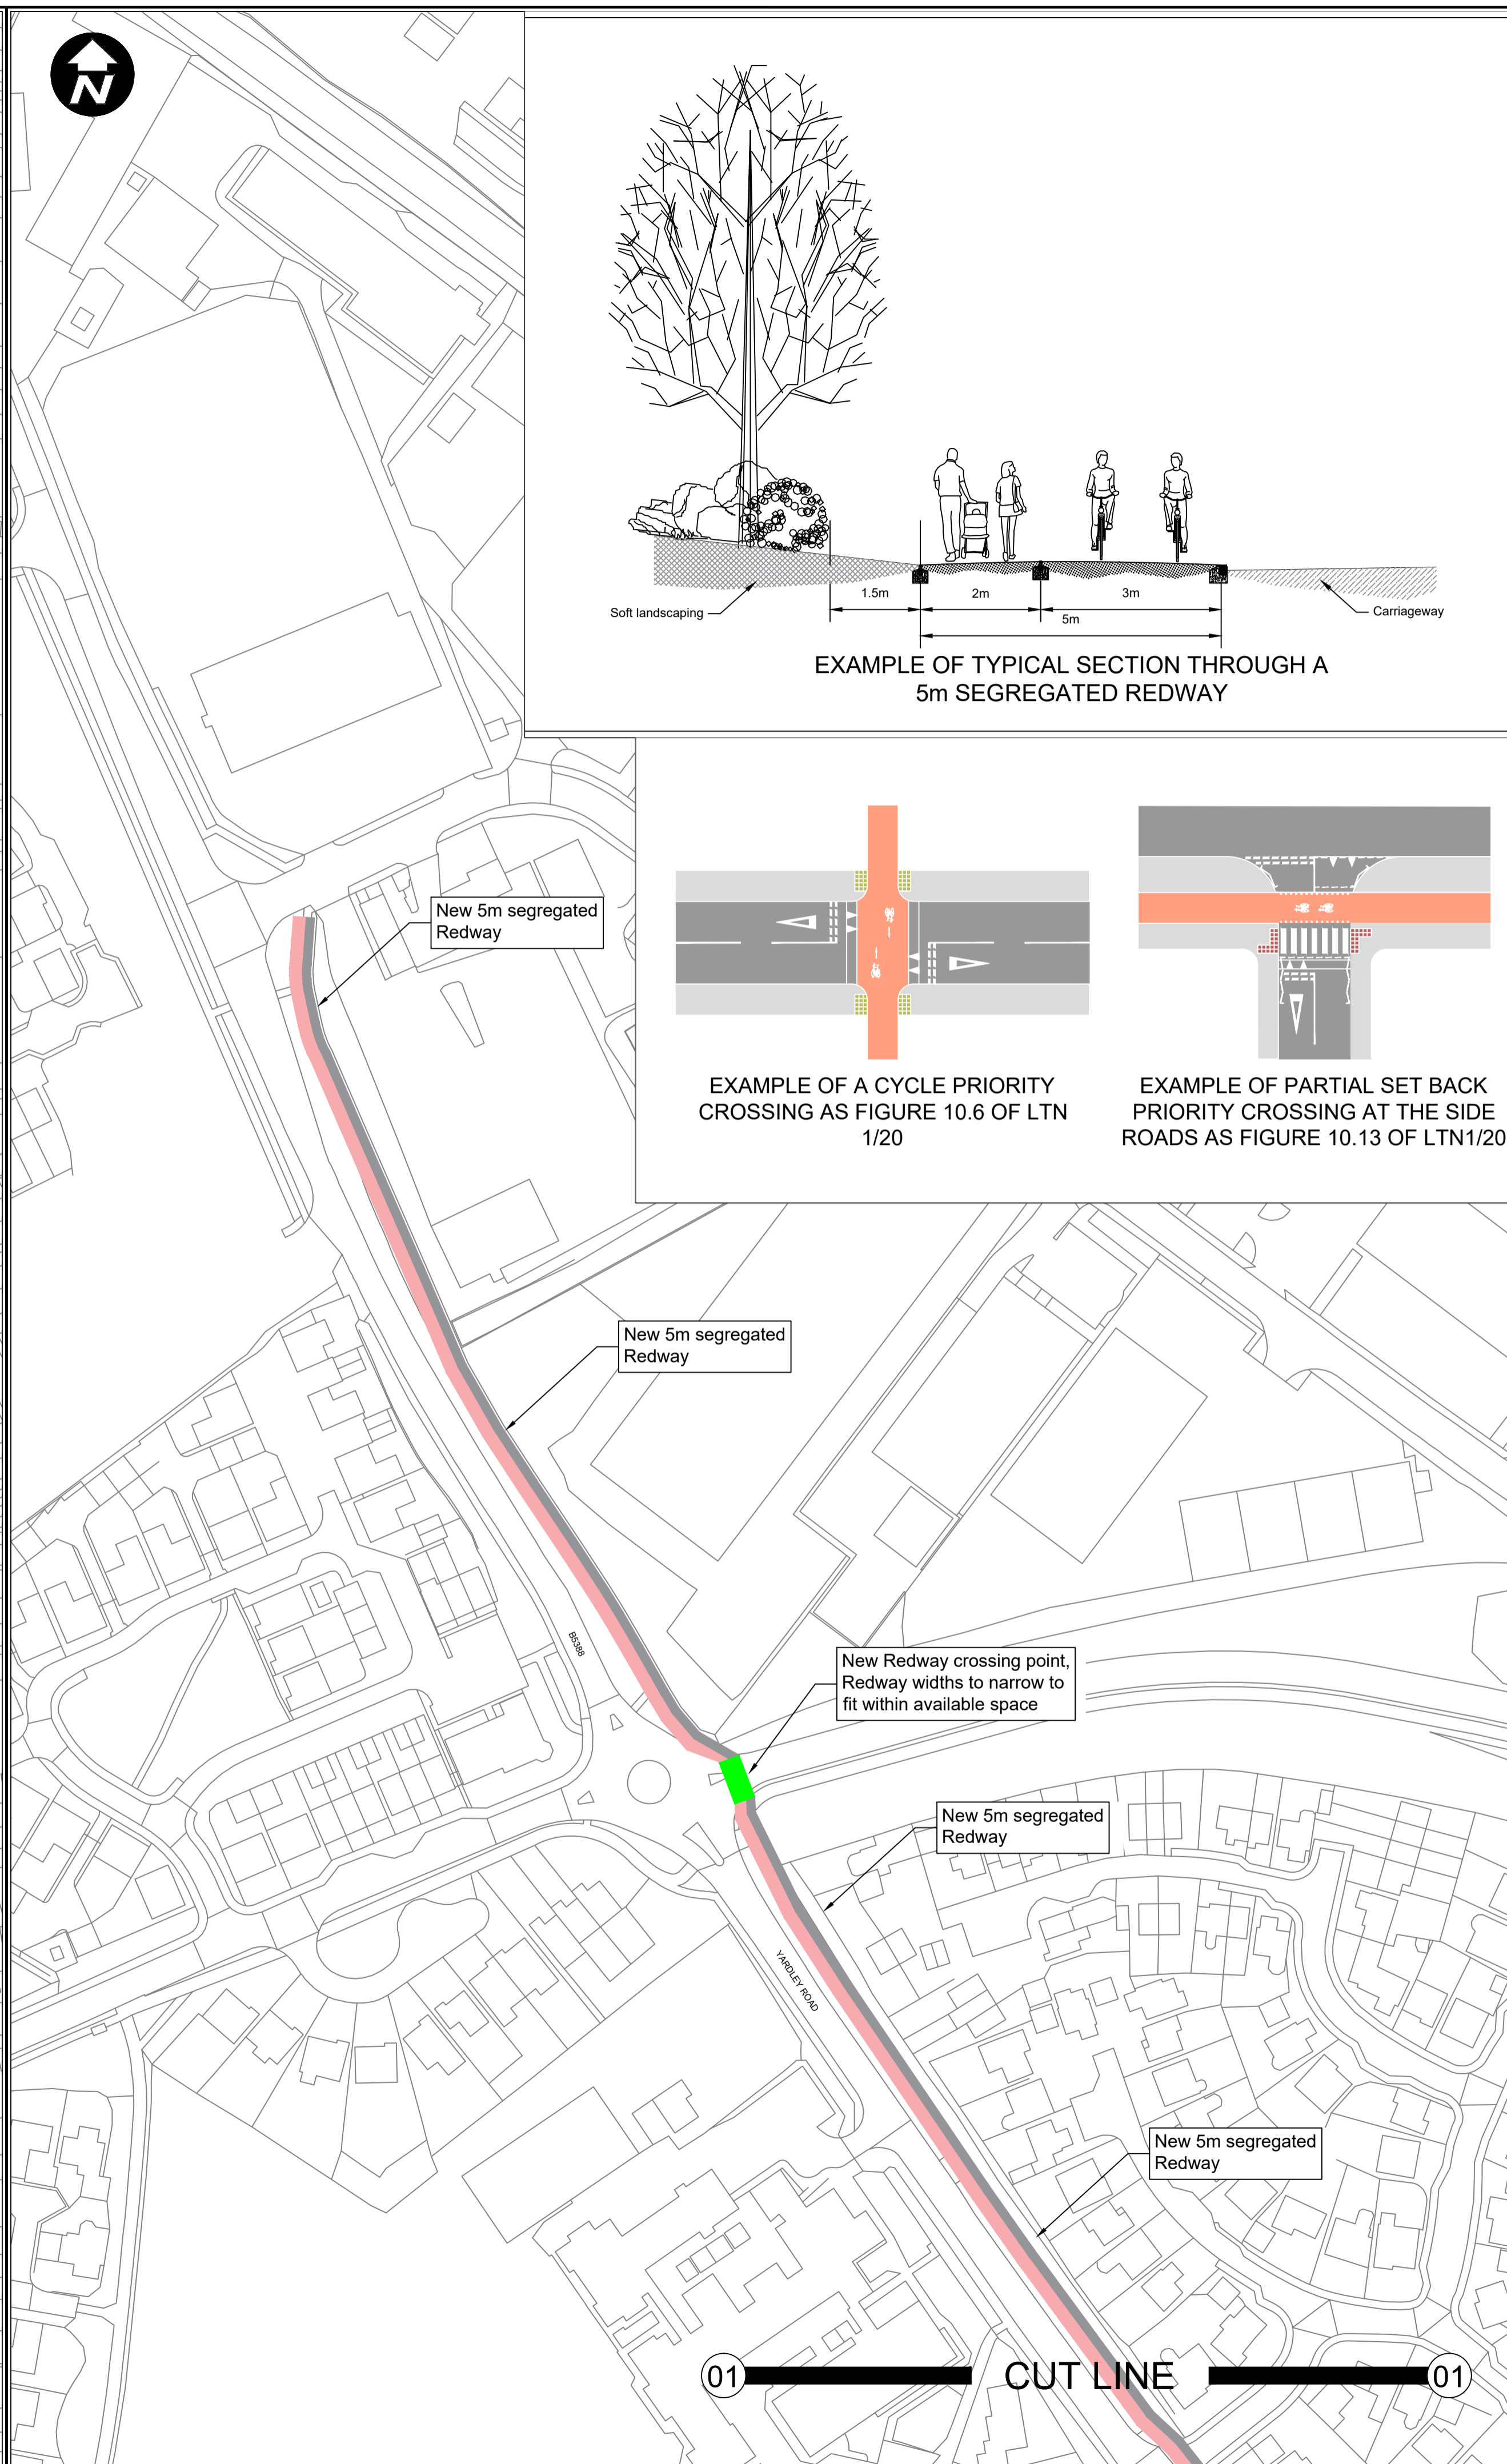 N
Soft landscaping
1.5m
2m
3m
5m
Carriageway
EXAMPLE OF TYPICAL SECTION THROUGH A
5m SEGREGATED REDWAY
EXAMPLE OF A CYCLE PRIORITY
CROSSING AS FIGURE 10.6 OF LTN
1/20
EXAMPLE OF PARTIAL SET BACK
PRIORITY CROSSING AT THE SIDE
ROADS AS FIGURE 10.13 OF LTN1/20
New 5m segregated
Redway
New 5m segregated
Redway
B5388
New Redway crossing point,
Redway widths to narrow to
fit within available space
New 5m segregated
Redway
YARDLEY ROAD
New 5m segregated
Redway
01
CUT LINE
01